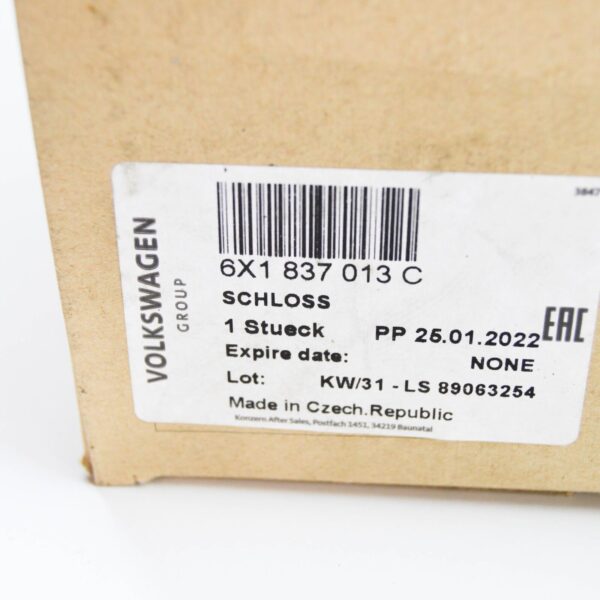 VOLKSWAGEN
GROUP
6X1 837 013 C
SCHLOSS
1 Stueck PP 25.01.2022
EAC
Expire date: NONE
Lot: KW/31 - LS 89063254
Made in Czech.Republic
Konzern After Sales, Postfach 1451, 34219 Baunatal